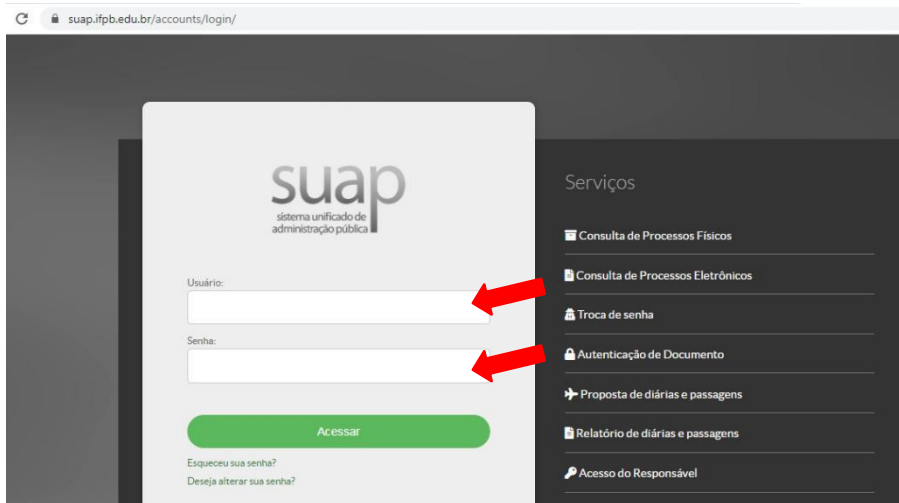 suap.ifpb.edu.br/accounts/login/
suap
sistema unificado de
administração pública
Usuário:
Senha:
Acessar
Esqueceu sua senha?
Deseja alterar sua senha?
Serviços
Consulta de Processos Físicos
Consulta de Processos Eletrônicos
Troca de senha
Autenticação de Documento
Proposta de diárias e passagens
Relatório de diárias e passagens
Acesso do Responsável